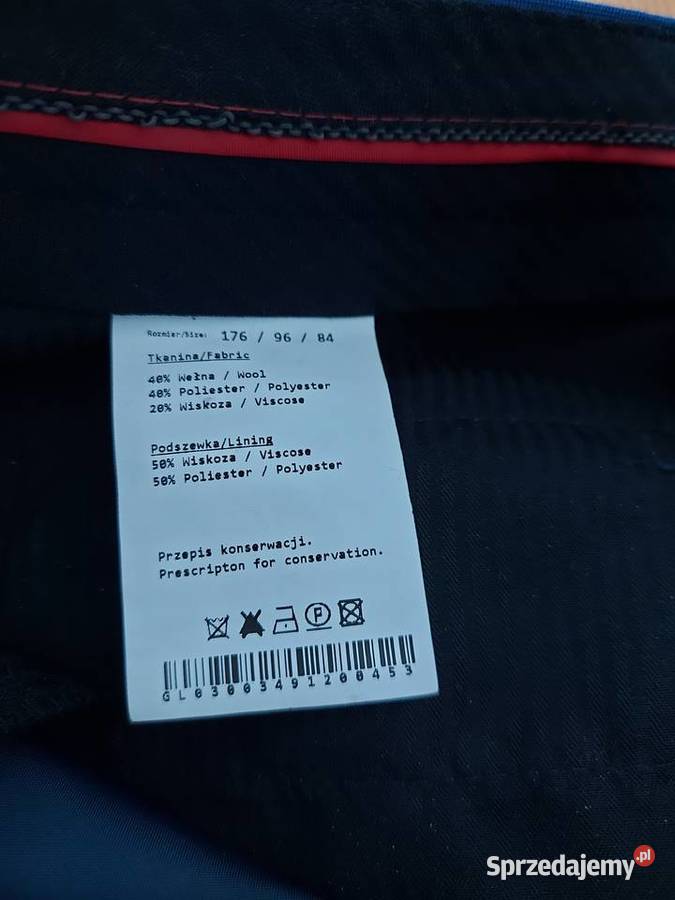 Rozmiar/Size: 176 / 96 / 84
Tkanina/Fabric
40% Wełna / Wool
40% Poliester / Polyester
20% Wiskoza / Viscose
Podszewka/Lining
50% Wiskoza / Viscose
50% Poliester / Polyester
Przepis konserwacji.
Prescripton for conservation.
P
GL03003491200453
Sprzedajemy.pl